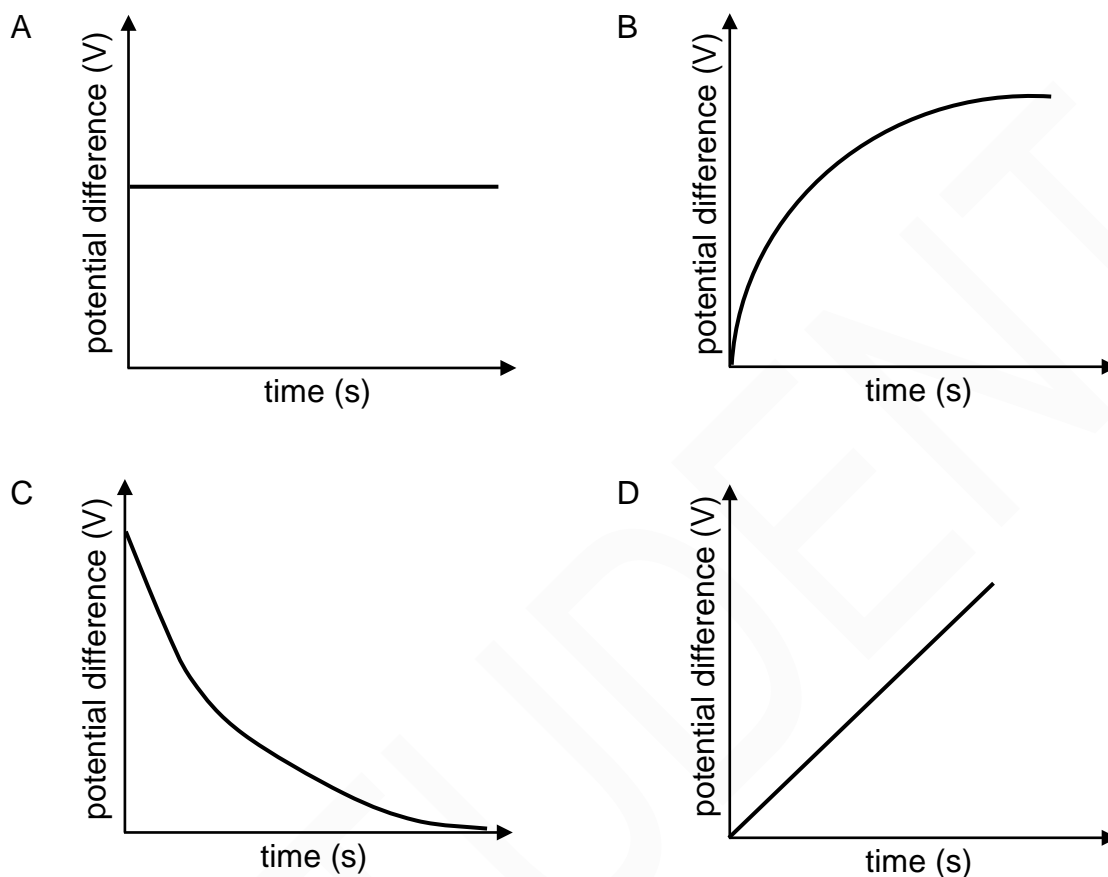 A
potential difference (V)
time (s)
B
potential difference (V)
time (s)
C
potential difference (V)
time (s)
D
potential difference (V)
time (s)